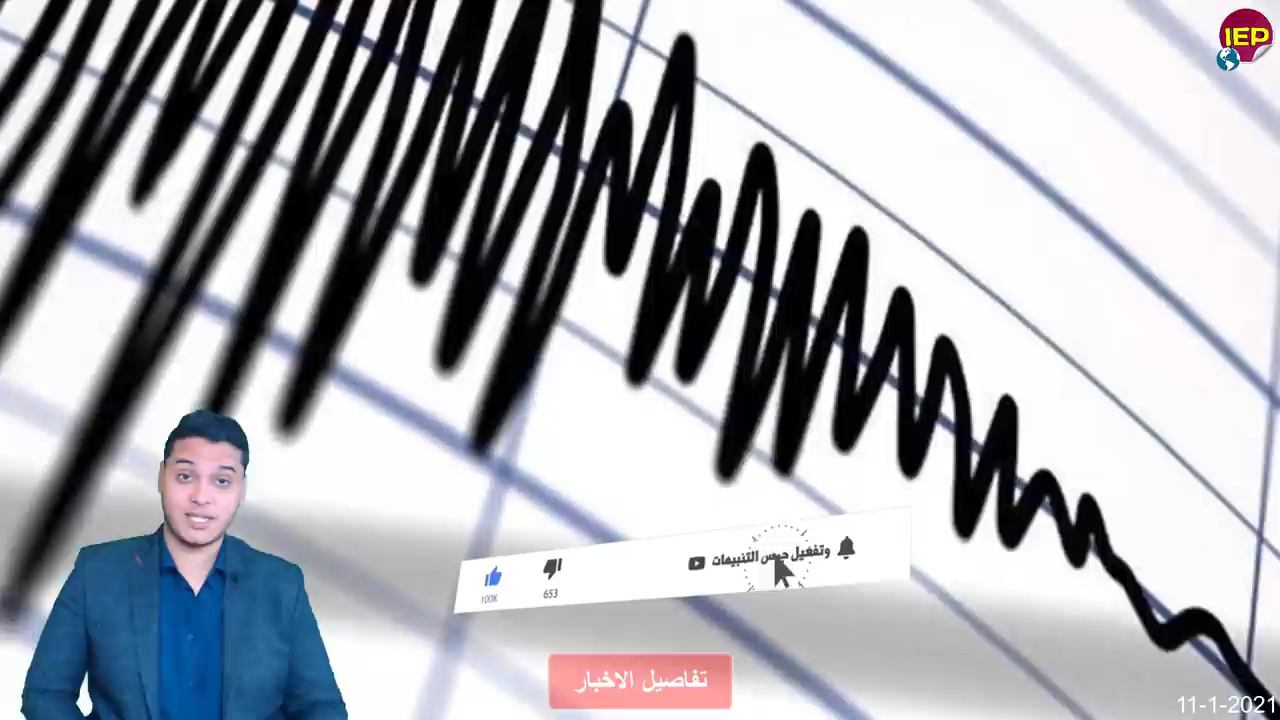 IEP
وتفعيل جرس التنبيهات
100K
653
تفاصيل الاخبار
11-1-2021